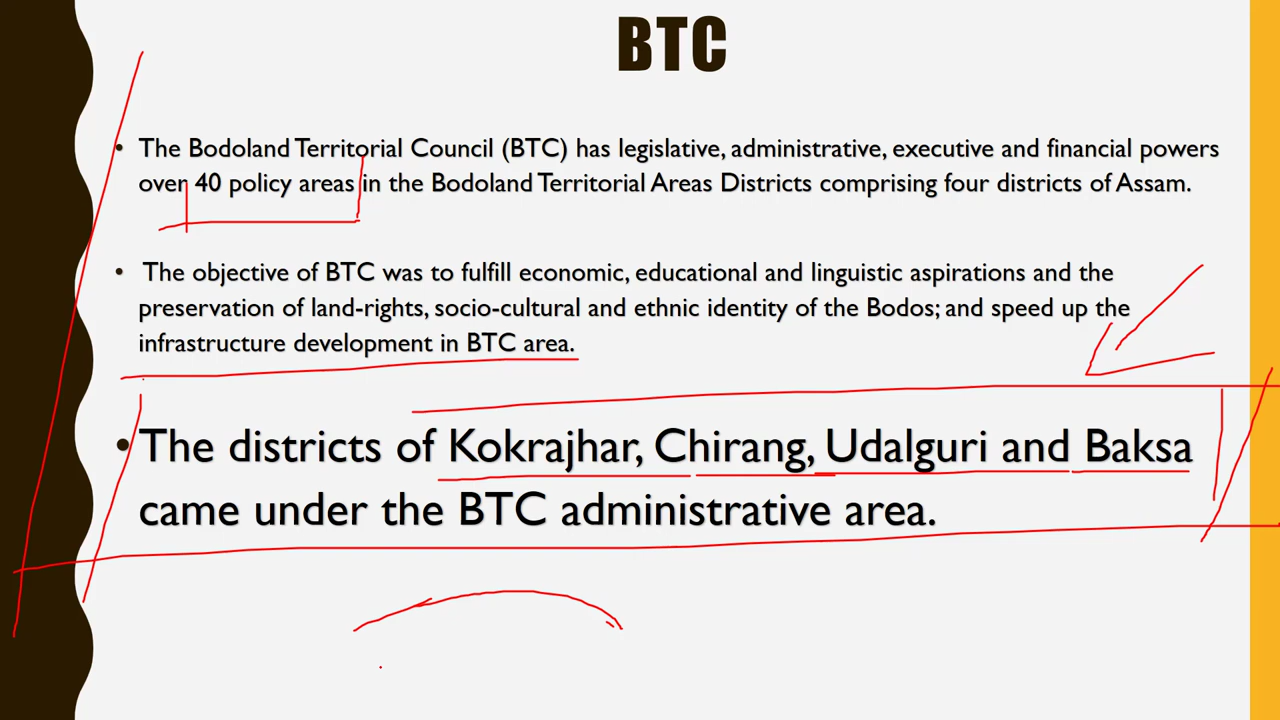 BTC
• The Bodoland Territorial Council (BTC) has legislative, administrative, executive and financial powers
over 40 policy areas in the Bodoland Territorial Areas Districts comprising four districts of Assam.
• The objective of BTC was to fulfill economic, educational and linguistic aspirations and the
preservation of land-rights, socio-cultural and ethnic identity of the Bodos; and speed up the
infrastructure development in BTC area.
• The districts of Kokrajhar, Chirang, Udalguri and Baksa
came under the BTC administrative area.